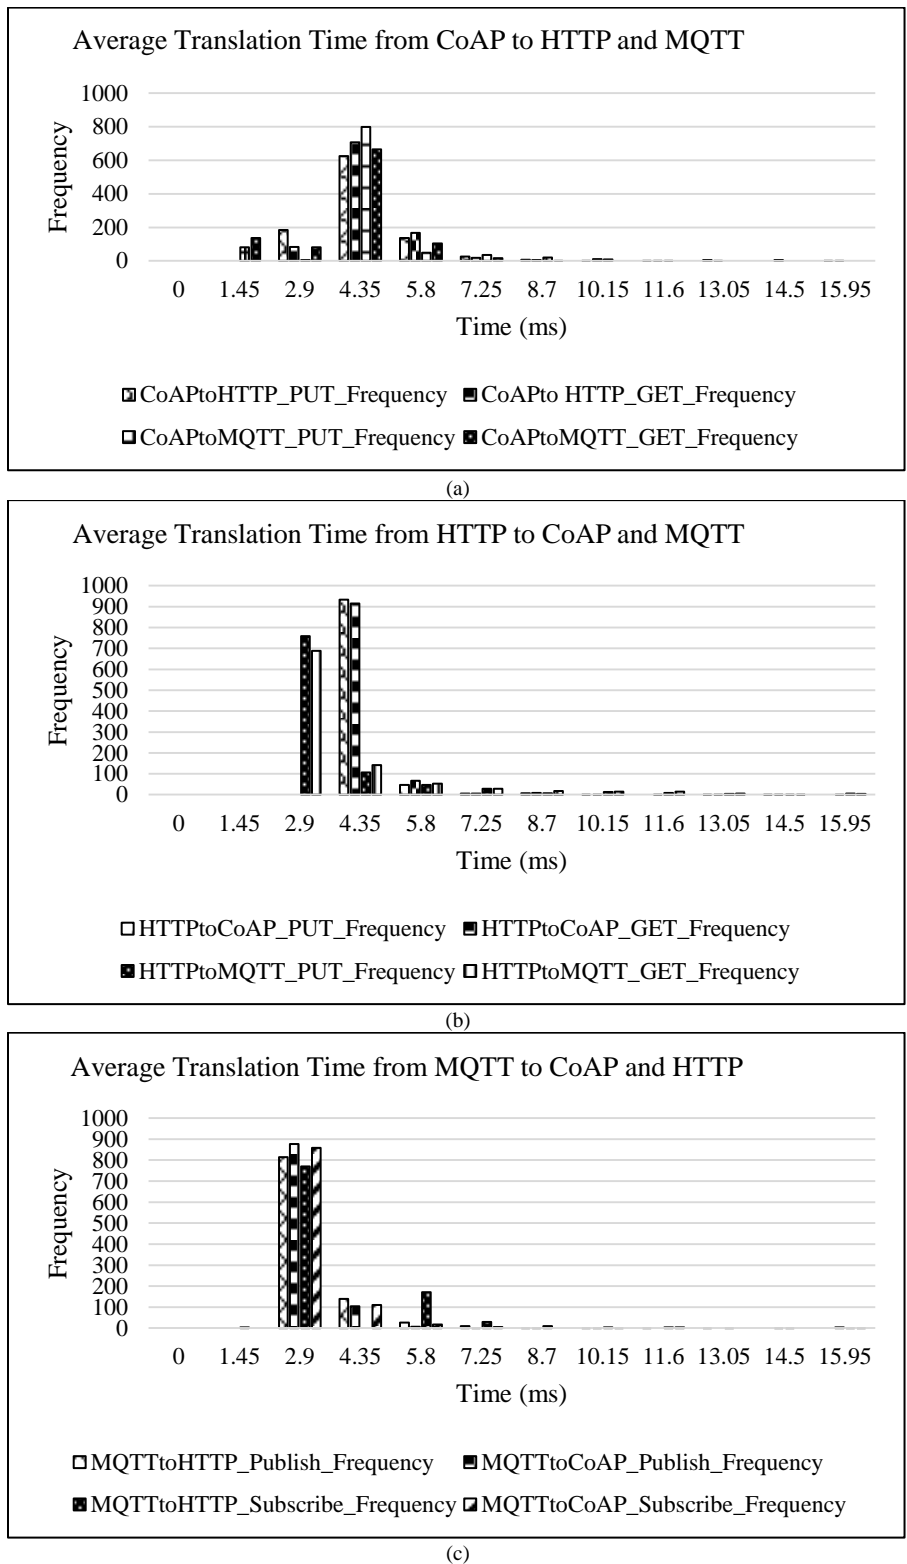 Average Translation Time from CoAP to HTTP and MQTT
1000
800
600
400
200
0
Frequency
0 1.45 2.9 4.35 5.8 7.25 8.7 10.15 11.6 13.05 14.5 15.95
Time (ms)
CoAPtoHTTP_PUT_Frequency CoAPto HTTP_GET_Frequency
CoAPtoMQTT_PUT_Frequency CoAPtoMQTT_GET_Frequency
(a)
Average Translation Time from HTTP to CoAP and MQTT
1000
900
800
700
600
500
400
300
200
100
0
Frequency
0 1.45 2.9 4.35 5.8 7.25 8.7 10.15 11.6 13.05 14.5 15.95
Time (ms)
HTTPtoCoAP_PUT_Frequency HTTPtoCoAP_GET_Frequency
HTTPtoMQTT_PUT_Frequency HTTPtoMQTT_GET_Frequency
(b)
Average Translation Time from MQTT to CoAP and HTTP
1000
900
800
700
600
500
400
300
200
100
0
Frequency
0 1.45 2.9 4.35 5.8 7.25 8.7 10.15 11.6 13.05 14.5 15.95
Time (ms)
MQTTtoHTTP_Publish_Frequency MQTTtoCoAP_Publish_Frequency
MQTTtoHTTP_Subscribe_Frequency MQTTtoCoAP_Subscribe_Frequency
(c)